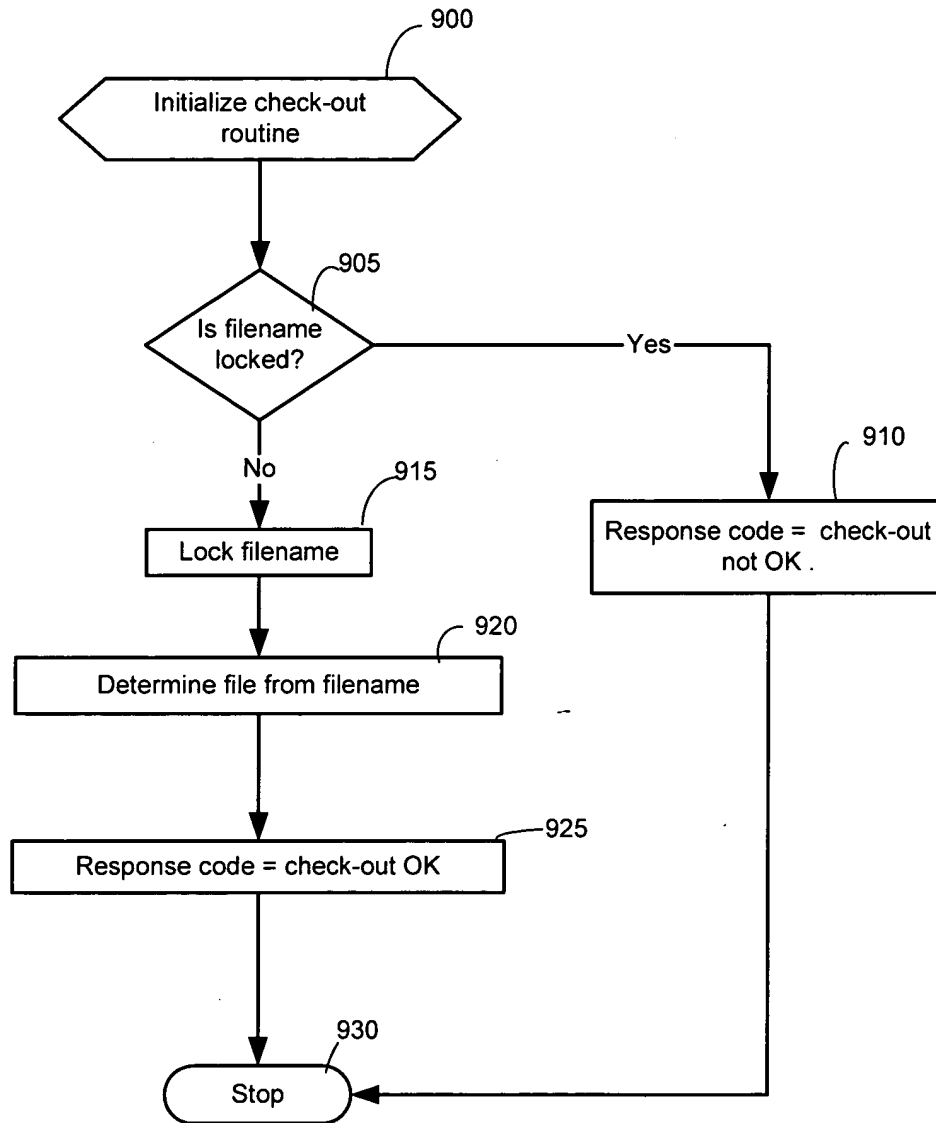 900
Initialize check-out
routine
905
Is filename
locked?
Yes
No
910
915
Response code = check-out
not OK .
Lock filename
920
Determine file from filename
925
Response code = check-out OK
930
Stop